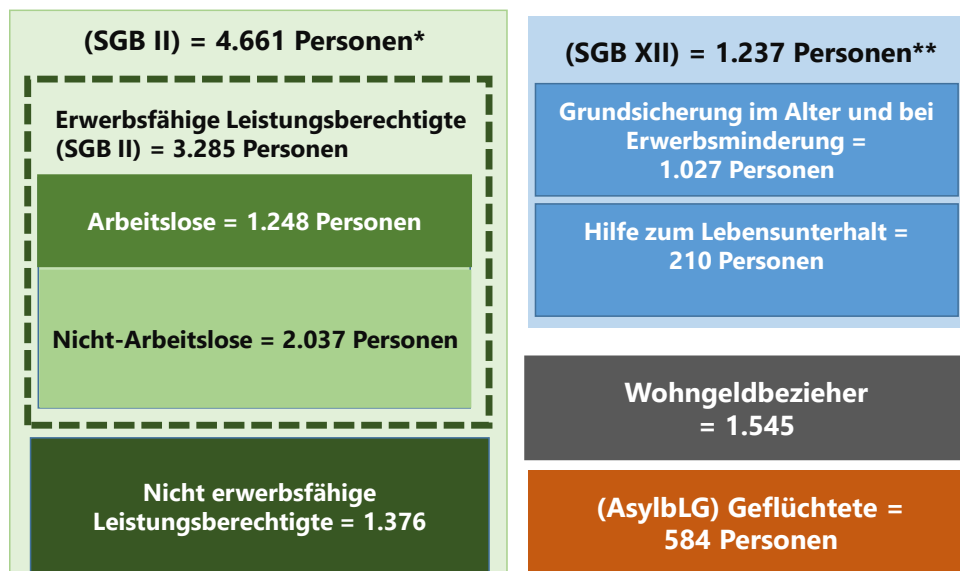 (SGB II) = 4.661 Personen*
Erwerbsfähige Leistungsberechtigte
(SGB II) = 3.285 Personen
Arbeitslose = 1.248 Personen
Nicht-Arbeitslose = 2.037 Personen
Nicht erwerbsfähige
Leistungsberechtigte = 1.376
(SGB XII) = 1.237 Personen**
Grundsicherung im Alter und bei
Erwerbsminderung =
1.027 Personen
Hilfe zum Lebensunterhalt =
210 Personen
Wohngeldbezieher
= 1.545
(AsylbLG) Geflüchtete =
584 Personen